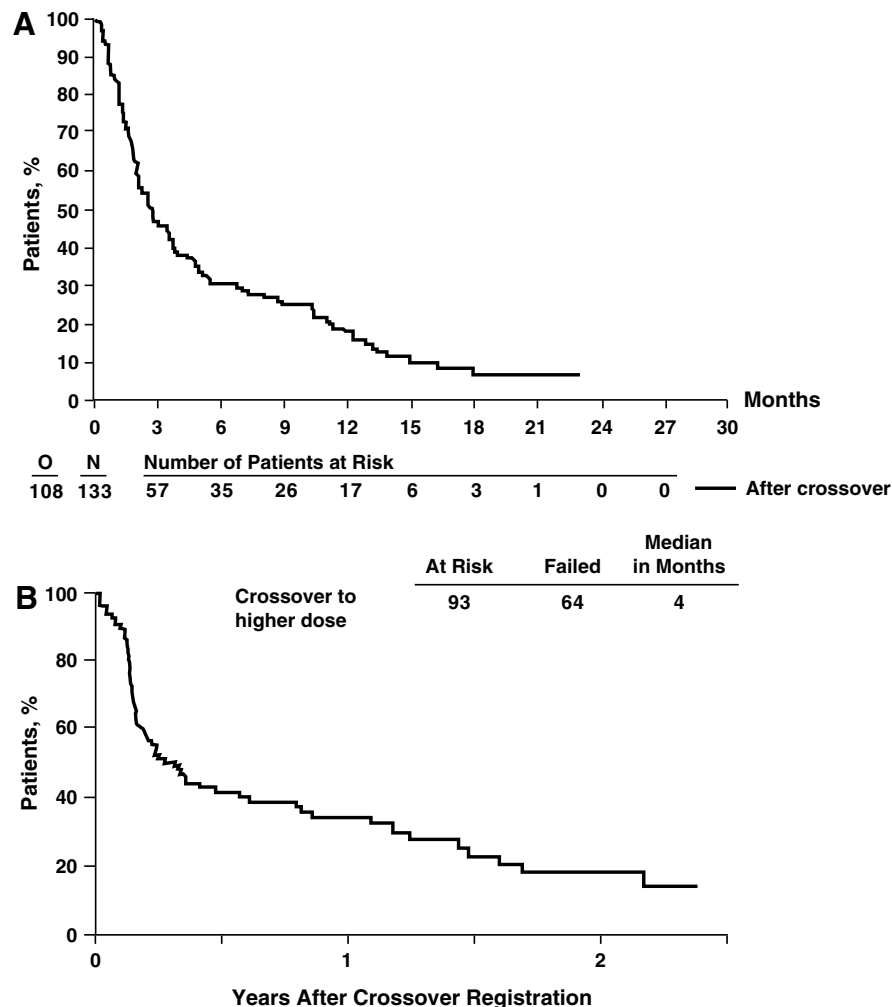 A
100
90
80
70
60
50
40
30
20
10
0
Patients, %
0 3 6 9 12 15 18 21 24 27 30
Months
O N Number of Patients at Risk
108 133 57 35 26 17 6 3 1 0 0 After crossover
B
At Risk Failed Median in Months
Crossover to higher dose 93 64 4
100
80
60
40
20
0
Patients, %
0 1 2
Years After Crossover Registration